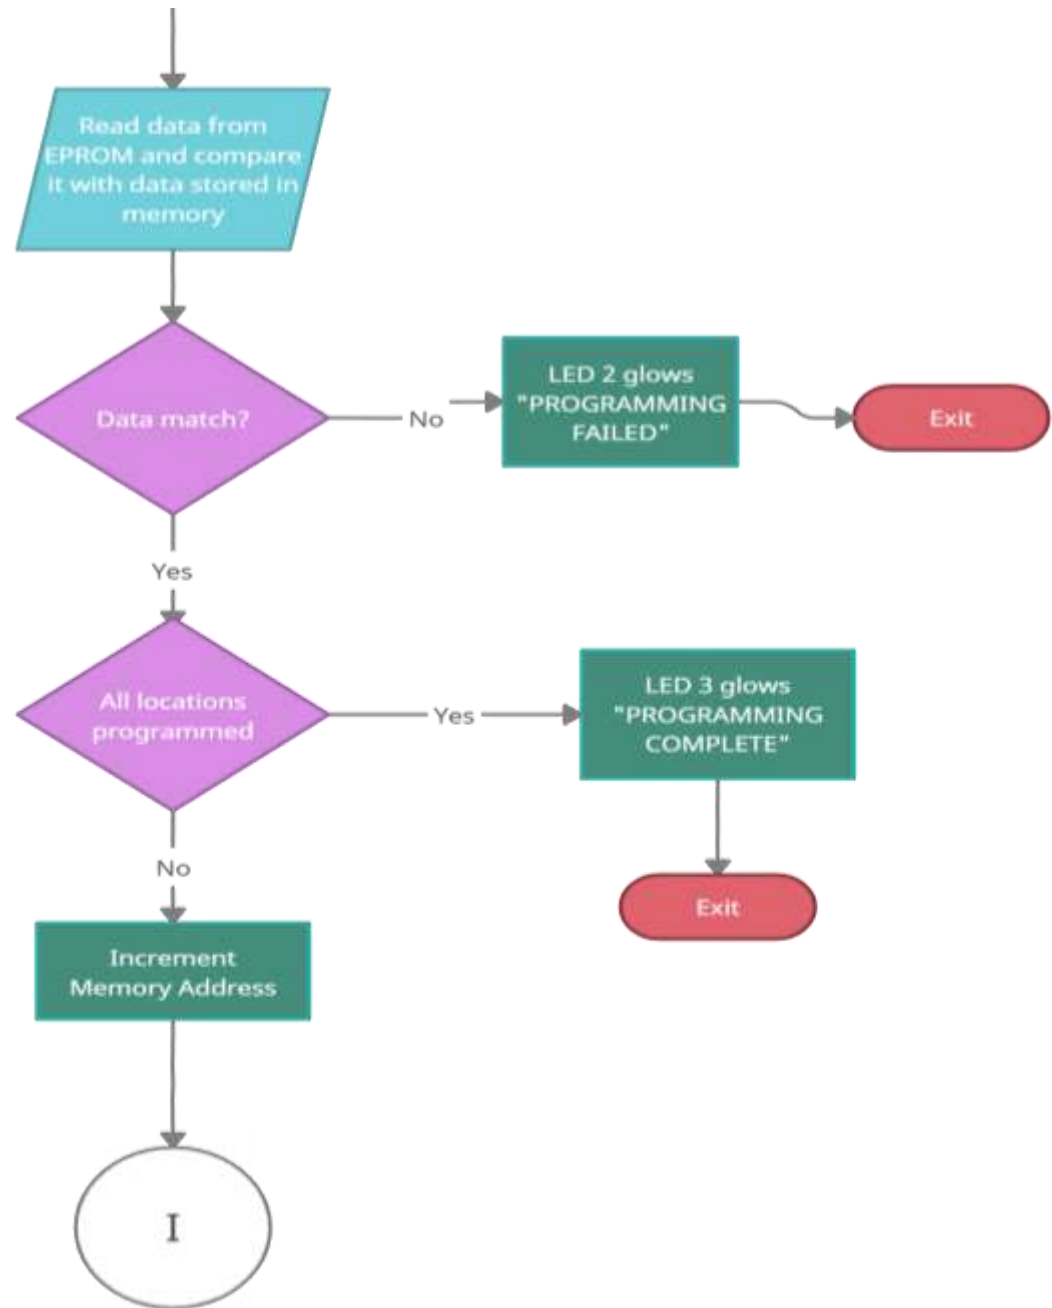 Read data from
EPROM and compare
it with data stored in
memory
Data match?
No
LED 2 glows
"PROGRAMMING
FAILED"
Exit
Yes
All locations
programmed
Yes
LED 3 glows
"PROGRAMMING
COMPLETE"
No
Exit
Increment
Memory Address
I